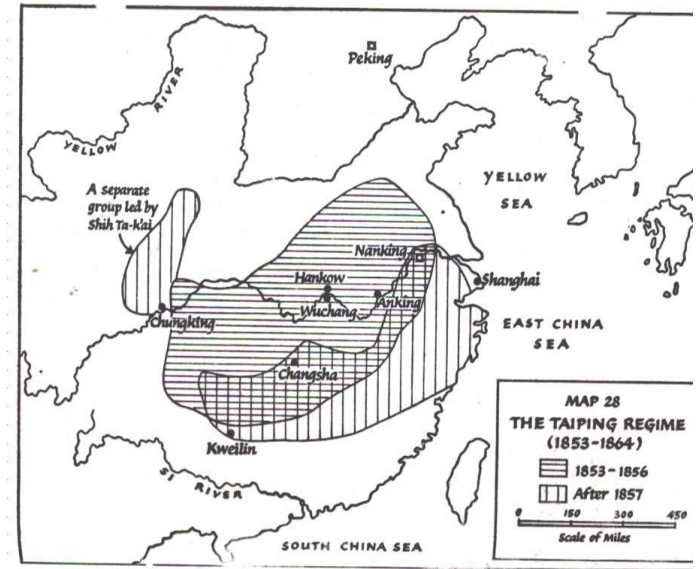 Peking
YELLOW
RIVER
YELLOW
SEA
A separate
group led by
Shih Ta-k'ai
Nanking
Shanghai
Hankow
Wuchang
Anking
Chungking
EAST CHINA
SEA
Changsha
Kweilin
SI RIVER
SOUTH CHINA SEA
MAP 28
THE TAIPING REGIME
(1853-1864)
1853-1856
After 1857
0 150 300 450
Scale of Miles